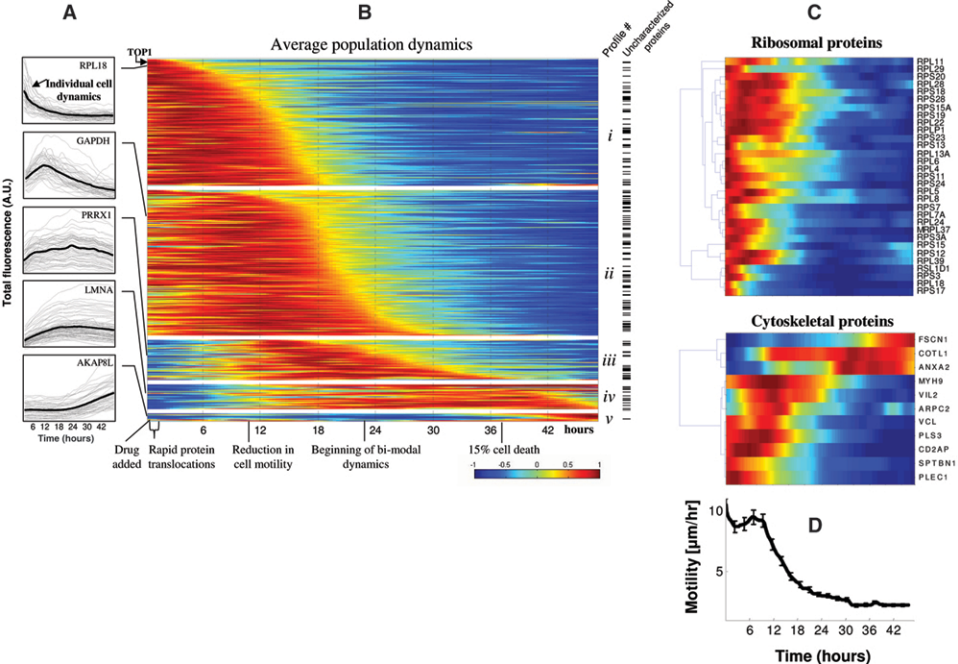 A
B
C
Average population dynamics
Profile #
Uncharacterized
proteins
TOP1
RPL18
Individual cell
dynamics
GAPDH
PRRX1
LMNA
AKAP8L
Total fluorescence (A.U.)
6 12 18 24 30 36 42
Time (hours)
i
ii
iii
iv
v
6 12 18 24 30 36 42 hours
Drug
added
Rapid protein
translocations
Reduction in
cell motility
Beginning of bi-modal
dynamics
15% cell death
-1 -0.5 0 0.5 1
Ribosomal proteins
RPL11
RPL29
RPS20
RPL28
RPS18
RPS28
RPS15A
RPS19
RPL22
RPLP1
RPS23
RPS13
RPL13A
RPL6
RPL4
RPS11
RPS24
RPL5
RPL8
RPS7
RPL7A
RPL24
MRPL37
RPS3A
RPS15
RPS12
RPL39
RSL1D1
RPS3
RPL18
RPS17
Cytoskeletal proteins
FSCN1
COTL1
ANXA2
MYH9
VIL2
ARPC2
VCL
PLS3
CD2AP
SPTBN1
PLEC1
D
Motility [µm/hr]
10
5
6 12 18 24 30 36 42
Time (hours)